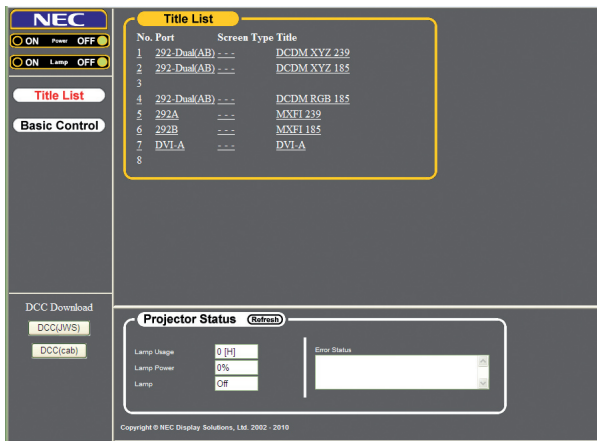 NEC
ON Power OFF
ON Lamp OFF
Title List
Basic Control
DCC Download
DCC(JWS)
DCC(cab)
Title List
No. Port Screen Type Title
1 292-Dual(AB) - - - DCDM XYZ 239
2 292-Dual(AB) - - - DCDM XYZ 185
3
4 292-Dual(AB) - - - DCDM RGB 185
5 292A - - - MXFI 239
6 292B - - - MXFI 185
7 DVI-A - - - DVI-A
8
Projector Status Refresh
Lamp Usage 0 [H]
Lamp Power 0%
Lamp Off
Error Status
Copyright © NEC Display Solutions, Ltd. 2002 - 2010